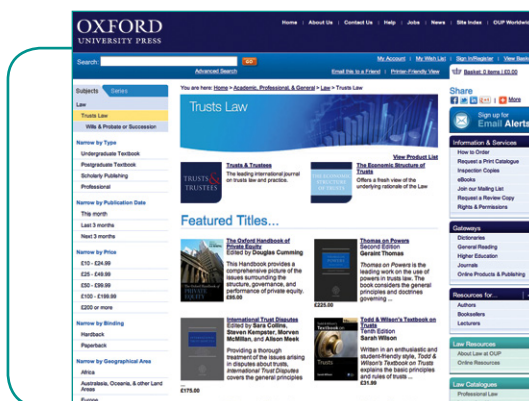 OXFORD
UNIVERSITY PRESS
Home | About Us | Contact Us | Help | Jobs | News | Site Index | OUP Worldwi
Search:
GO
Advanced Search
My Account | My Wish List | Sign In/Register | View Bask
Email this to a Friend | Printer-Friendly View
Basket: 0 items | £0.00
Subjects
Series
Law
Trusts Law
Wills & Probate or Succession
Narrow by Type
Undergraduate Textbook
Postgraduate Textbook
Scholarly Publishing
Professional
Narrow by Publication Date
This month
Last 3 months
Next 3 months
Narrow by Price
£10 - £24.99
£25 - £49.99
£50 - £99.99
£100 - £199.99
£200 or more
Narrow by Binding
Hardback
Paperback
Narrow by Geographical Area
Africa
Australasia, Oceania, & other Land
Areas
Europe
You are here: Home > Academic, Professional, & General > Law > Trusts Law
Trusts Law
View Product List
TRUSTS &
TRUSTEES
Trusts & Trustees
The leading international journal
on trusts law and practice.
The Economic Structure of
Trusts
Offers a fresh view of the
underlying rationale of the Law
Featured Titles...
The Oxford Handbook of
Private Equity
Edited by Douglas Cumming
This Handbook provides a
comprehensive picture of the
issues surrounding the
structure, governance, and
performance of private equity.
£95.00
Thomas on Powers
Second Edition
Geraint Thomas
Thomas on Powers is the
leading work on the use of
powers in trusts law. The
book considers the general
principles and doctrines
governing ...
£225.00
International Trust Disputes
Edited by Sara Collins,
Steven Kempster, Morven
McMillan, and Alison Meek
Providing a thorough
treatment of the issues arising
in disputes about trusts,
International Trust Disputes
covers the general principles
...
£175.00
Todd & Wilson's Textbook on
Trusts
Tenth Edition
Sarah Wilson
Written in an enthusiastic and
student-friendly style, Todd &
Wilson's Textbook on Trusts
explains the basic principles
and rules of trusts ...
£31.99
Share
More
Sign up for
Email Alerts
Information & Services
How to Order
Request a Print Catalogue
Inspection Copies
eBooks
Join our Mailing List
Request a Review Copy
Rights & Permissions
Gateways
Dictionaries
General Reading
Higher Education
Journals
Online Products & Publishing
Resources for...
Authors
Booksellers
Lecturers
Law Resources
About Law at OUP
Online Resources
Law Catalogues
Professional Law